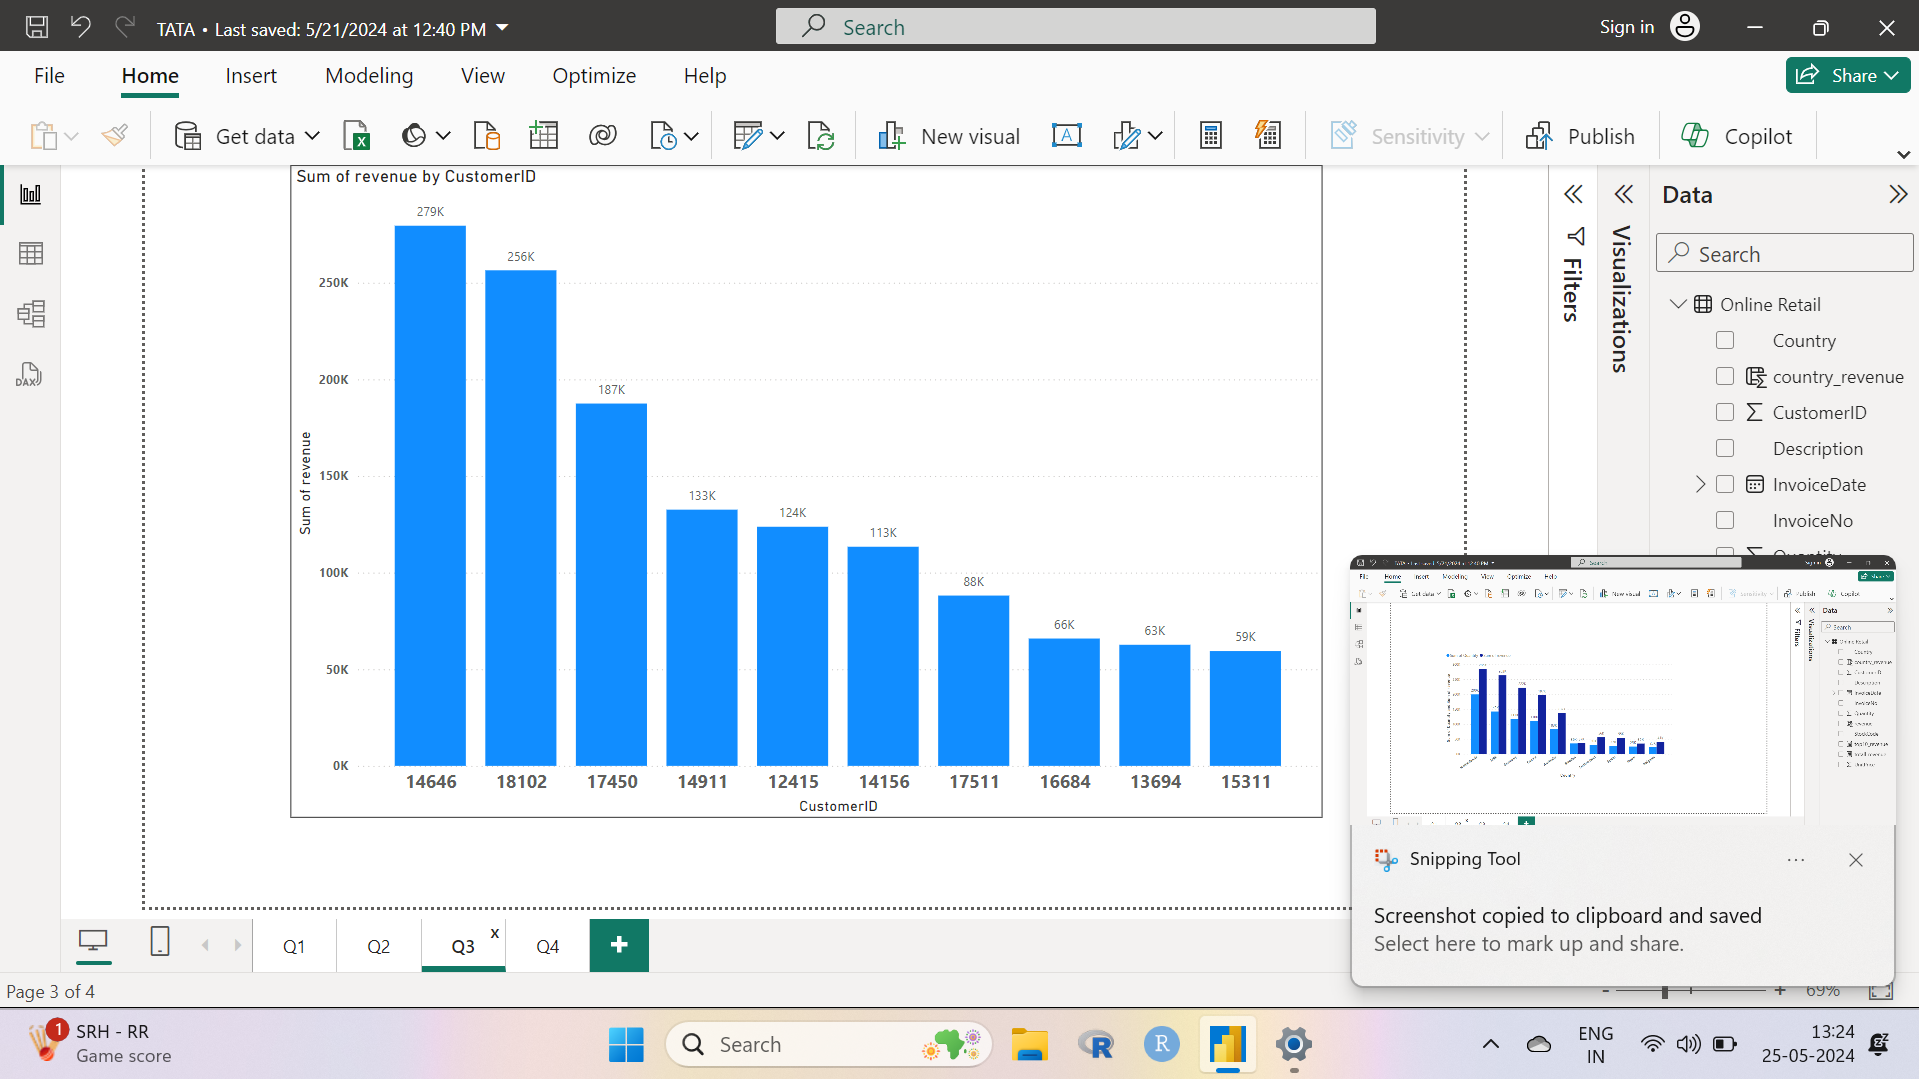 TATA • Last saved: 5/21/2024 at 12:40 PM
Search
Sign in
File
Home
Insert
Modeling
View
Optimize
Help
Share
Get data
New visual
Sensitivity
Publish
Copilot
Sum of revenue by CustomerID
279K
256K
187K
133K
124K
113K
88K
66K
63K
59K
250K
200K
150K
100K
50K
0K
Sum of revenue
14646
18102
17450
14911
12415
14156
17511
16684
13694
15311
CustomerID
Filters
Visualizations
Data
Search
Online Retail
Country
country_revenue
CustomerID
Description
InvoiceDate
InvoiceNo
Quantity
Snipping Tool
Screenshot copied to clipboard and saved
Select here to mark up and share.
Q1
Q2
Q3
x
Q4
Page 3 of 4
69%
1
SRH - RR
Game score
Search
ENG
IN
13:24
25-05-2024